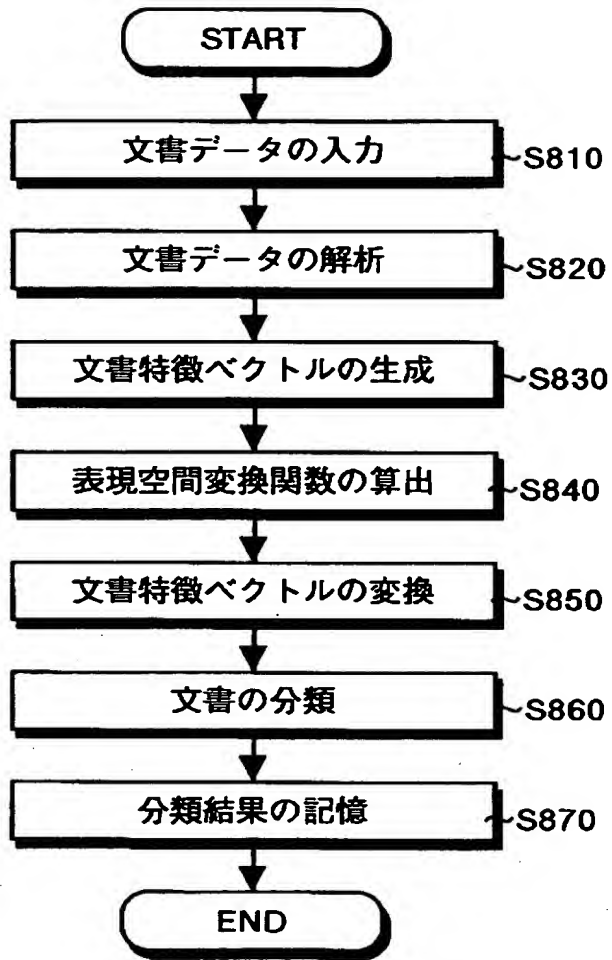 START
文書データの入力 S810
文書データの解析 S820
文書特徴ベクトルの生成 S830
表現空間変換関数の算出 S840
文書特徴ベクトルの変換 S850
文書の分類 S860
分類結果の記憶 S870
END